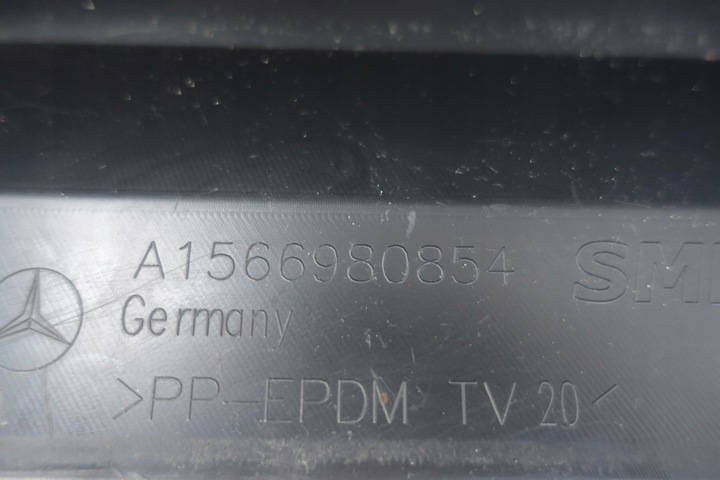 A1566980854
Germany
>PP-EPDM TV 20<